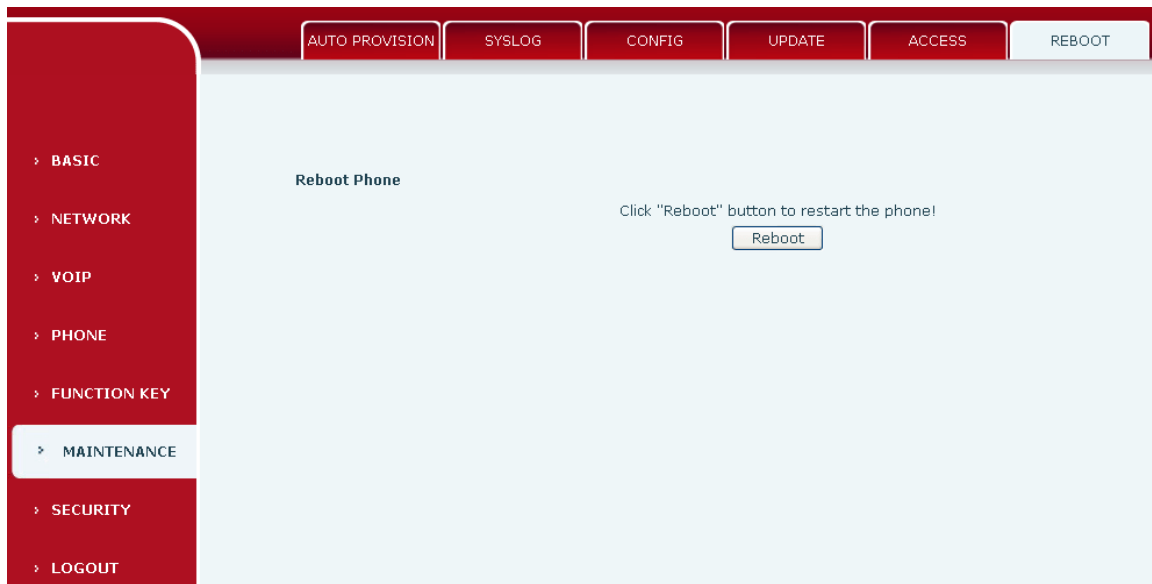 AUTO PROVISION
SYSLOG
CONFIG
UPDATE
ACCESS
REBOOT
BASIC
NETWORK
VOIP
PHONE
FUNCTION KEY
MAINTENANCE
SECURITY
LOGOUT
Reboot Phone
Click "Reboot" button to restart the phone!
Reboot